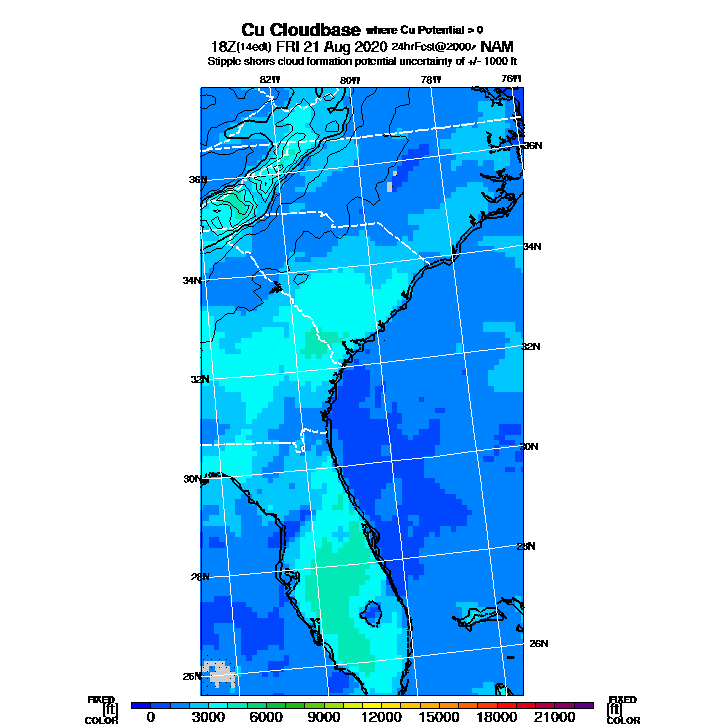 Cu Cloudbase where Cu Potential > 0
18Z(14edt) FRI 21 Aug 2020 24hrFcst@2000z NAM
Stipple shows cloud formation potential uncertainty of +/- 1000 ft
82W 80W 78W 76W
36N
36N
34N
34N
32N
32N
30N
30N
28N
28N
26N
26N
FIXED [ft] COLOR
0 3000 6000 9000 12000 15000 18000 21000
FIXED [ft] COLOR